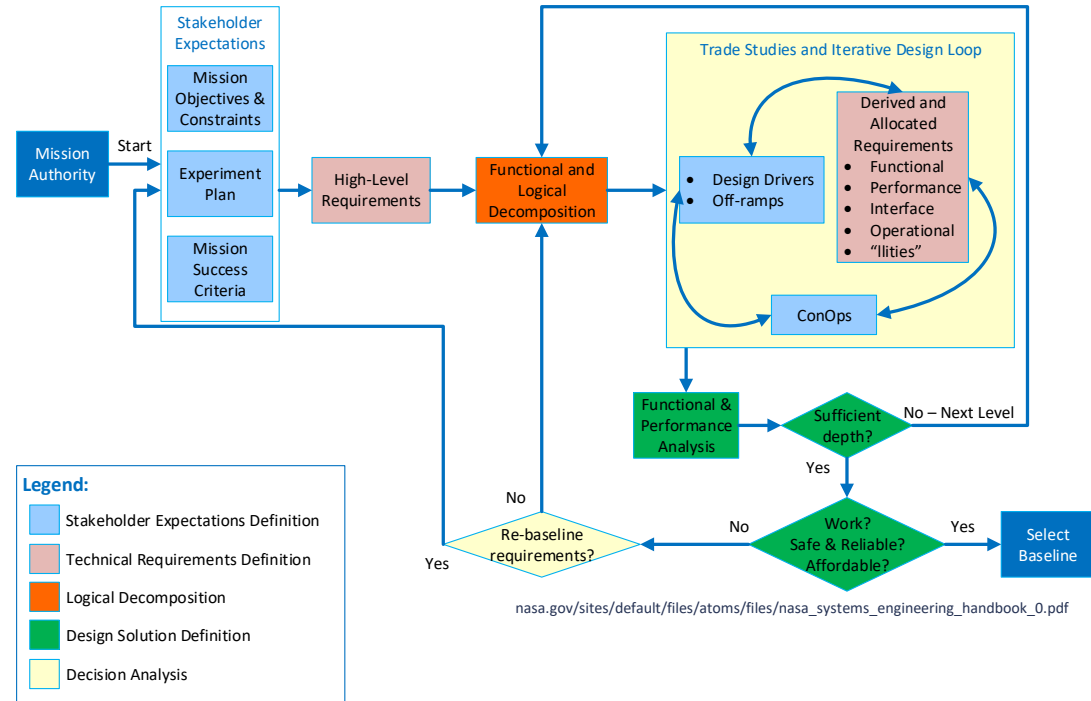 Stakeholder
Expectations
Mission
Objectives &
Constraints
Mission
Authority
Start
Experiment
Plan
Mission
Success
Criteria
High-Level
Requirements
Functional and
Logical
Decomposition
Trade Studies and Iterative Design Loop
• Design Drivers
• Off-ramps
Derived and
Allocated
Requirements
• Functional
• Performance
• Interface
• Operational
• “Ilities”
ConOps
Functional &
Performance
Analysis
Sufficient
depth?
No – Next Level
Yes
Work?
Safe & Reliable?
Affordable?
Yes
Select
Baseline
No
Re-baseline
requirements?
No
Yes
nasa.gov/sites/default/files/atoms/files/nasa_systems_engineering_handbook_0.pdf
Legend:
Stakeholder Expectations Definition
Technical Requirements Definition
Logical Decomposition
Design Solution Definition
Decision Analysis